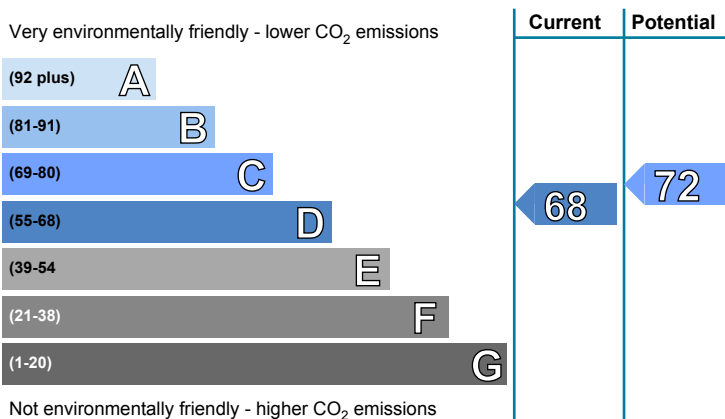 Very environmentally friendly - lower CO2 emissions
Current
Potential
(92 plus) A
(81-91) B
(69-80) C
(55-68) D
(39-54 E
(21-38) F
(1-20) G
68
72
Not environmentally friendly - higher CO2 emissions